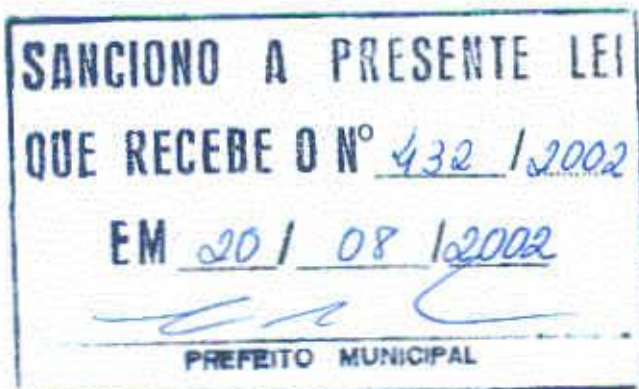 SANCIONO A PRESENTE LEI
QUE RECEBE O Nº 432 / 2002
EM 20 / 08 / 2002
PREFEITO MUNICIPAL